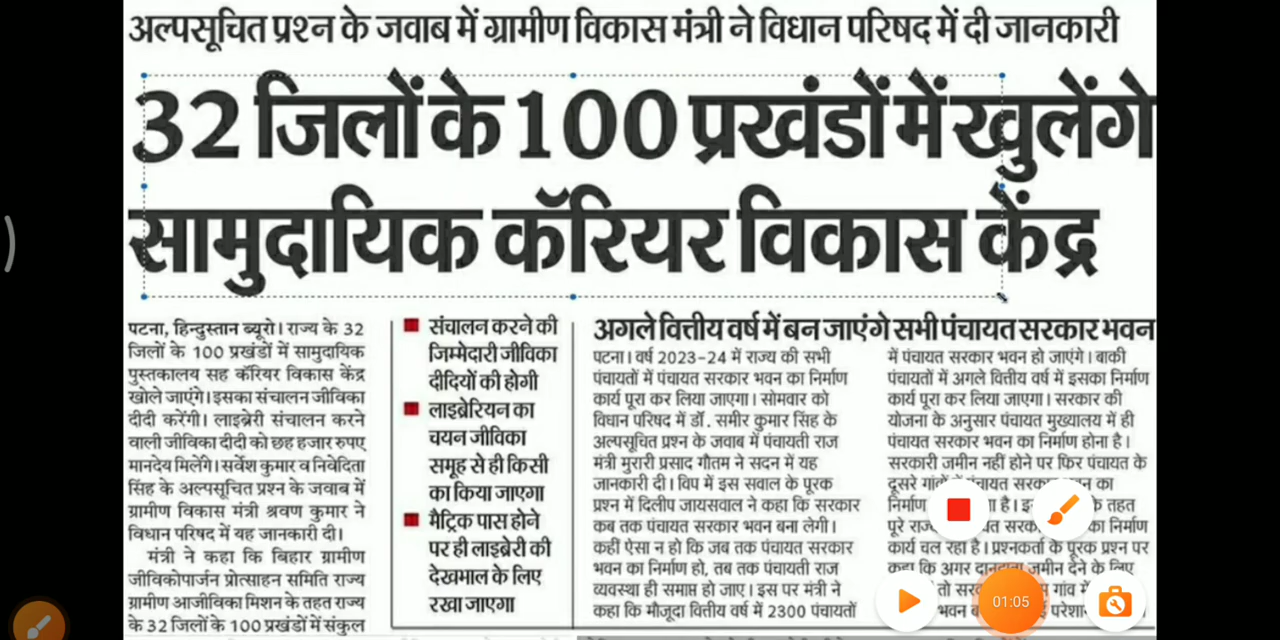 अल्पसूचित प्रश्न के जवाब में ग्रामीण विकास मंत्री ने विधान परिषद में दी जानकारी
32 जिलों के 100 प्रखंडों में खुलेंगे
सामुदायिक कॅरियर विकास केंद्र
पटना, हिन्दुस्तान ब्यूरो। राज्य के 32
जिलों के 100 प्रखंडों में सामुदायिक
पुस्तकालय सह कॅरियर विकास केंद्र
खोले जाएंगे। इसका संचालन जीविका
दीदी करेंगी। लाइब्रेरी संचालन करने
वाली जीविका दीदी को छह हजार रुपए
मानदेय मिलेंगे। सर्वेश कुमार व निवेदिता
सिंह के अल्पसूचित प्रश्न के जवाब में
ग्रामीण विकास मंत्री श्रवण कुमार ने
विधान परिषद में यह जानकारी दी।
मंत्री ने कहा कि बिहार ग्रामीण
जीविकोपार्जन प्रोत्साहन समिति राज्य
ग्रामीण आजीविका मिशन के तहत राज्य
के 32 जिलों के 100 प्रखंडों में संकुल
संचालन करने की
जिम्मेदारी जीविका
दीदियों की होगी
लाइब्रेरियन का
चयन जीविका
समूह से ही किसी
का किया जाएगा
मैट्रिक पास होने
पर ही लाइब्रेरी की
देखभाल के लिए
रखा जाएगा
अगले वित्तीय वर्ष में बन जाएंगे सभी पंचायत सरकार भवन
पटना। वर्ष 2023-24 में राज्य की सभी
पंचायतों में पंचायत सरकार भवन का निर्माण
कार्य पूरा कर लिया जाएगा। सोमवार को
विधान परिषद में डॉ. समीर कुमार सिंह के
अल्पसूचित प्रश्न के जवाब में पंचायती राज
मंत्री मुरारी प्रसाद गौतम ने सदन में यह
जानकारी दी। विप में इस सवाल के पूरक
प्रश्न में दिलीप जायसवाल ने कहा कि सरकार
कब तक पंचायत सरकार भवन बना लेगी।
कहीं ऐसा न हो कि जब तक पंचायत सरकार
भवन का निर्माण हो, तब तक पंचायती राज
व्यवस्था ही समाप्त हो जाए। इस पर मंत्री ने
कहा कि मौजूदा वित्तीय वर्ष में 2300 पंचायतों
में पंचायत सरकार भवन हो जाएंगे। बाकी
पंचायतों में अगले वित्तीय वर्ष में इसका निर्माण
कार्य पूरा कर लिया जाएगा। सरकार की
योजना के अनुसार पंचायत मुख्यालय में ही
पंचायत सरकार भवन का निर्माण होना है।
सरकारी जमीन नहीं होने पर फिर पंचायत के
दूसरे का
निर्माण है। के तहत
पूरे का निर्माण
कार्य चल रहा है। प्रश्नकर्ता के पूरक प्रश्न पर
कहा कि अगर जमीन देने के लिए
तो गांव में
भवन
01:05